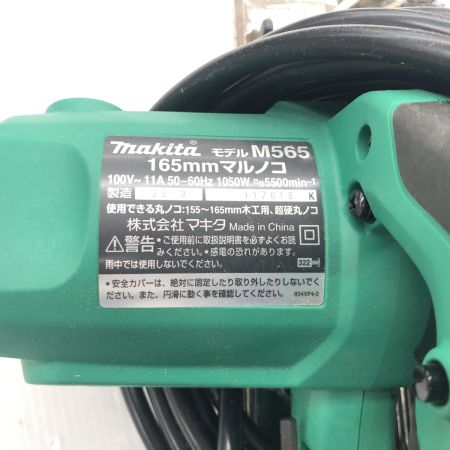 makita モデル M565
165mmマルノコ
100V~ 11A 50-60Hz 1050W n₀5500min⁻¹
製造 117618 K
使用できる丸ノコ:155~165mm木工用、超硬丸ノコ
株式会社マキタ Made in China
警告 ・ご使用前に取扱説明書を必ずよくお読
みください。・感電の恐れがあります。
雨中では使用しないでください。 322
・安全カバーは、絶対に固定したり取り外したりしないでく
ださい。また、円滑に動く事を確認してください。